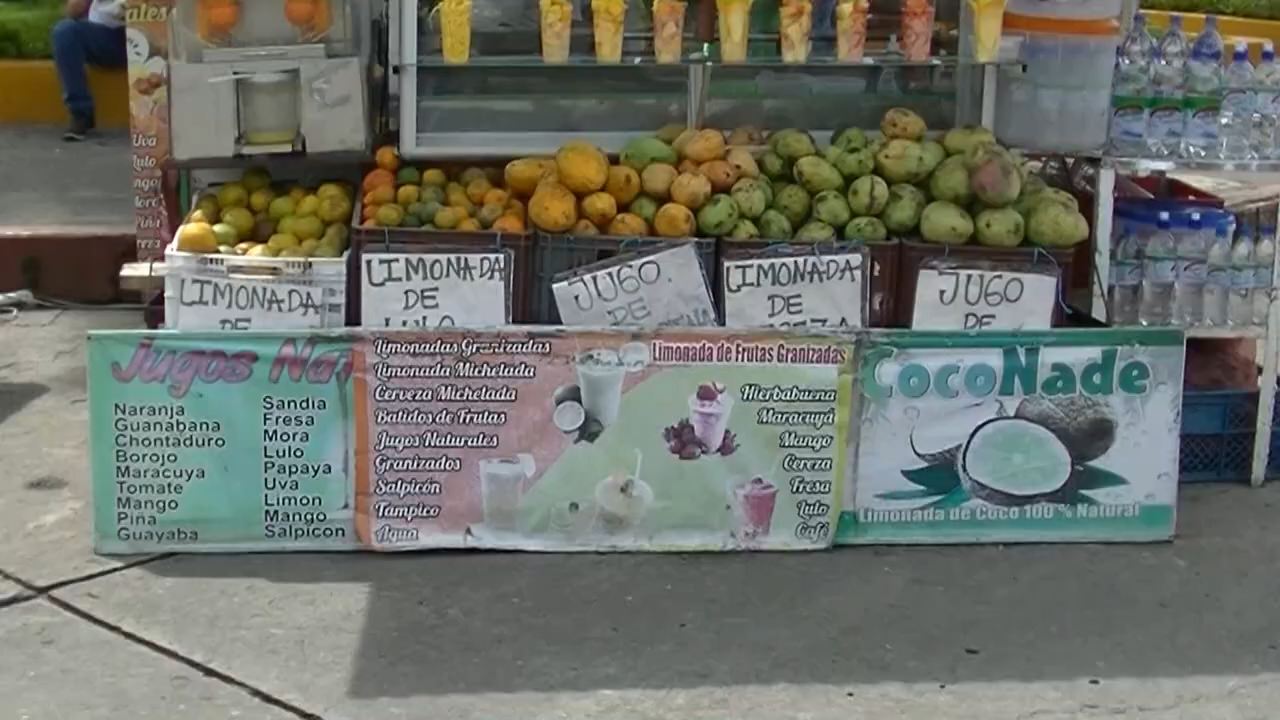 ales
Uva
Lulo
Piña
LIMONADA
DE
LIMONADA
DE
LULO
JUGO.
DE
LIMONADA
DE
CEREZA
JUGO
DE
Jugos Nat
Naranja
Guanabana
Chontaduro
Borojo
Maracuya
Tomate
Mango
Piña
Guayaba
Sandia
Fresa
Mora
Lulo
Papaya
Uva
Limon
Mango
Salpicon
Limonadas Granizadas
Limonada Michelada
Cerveza Michelada
Batidos de Frutas
Jugos Naturales
Granizados
Salpicón
Tampico
Agua
Limonada de Frutas Granizadas
Hierbabuena
Maracuyá
Mango
Cereza
Fresa
Lulo
Café
CocoNade
Limonada de Coco 100 % Natural